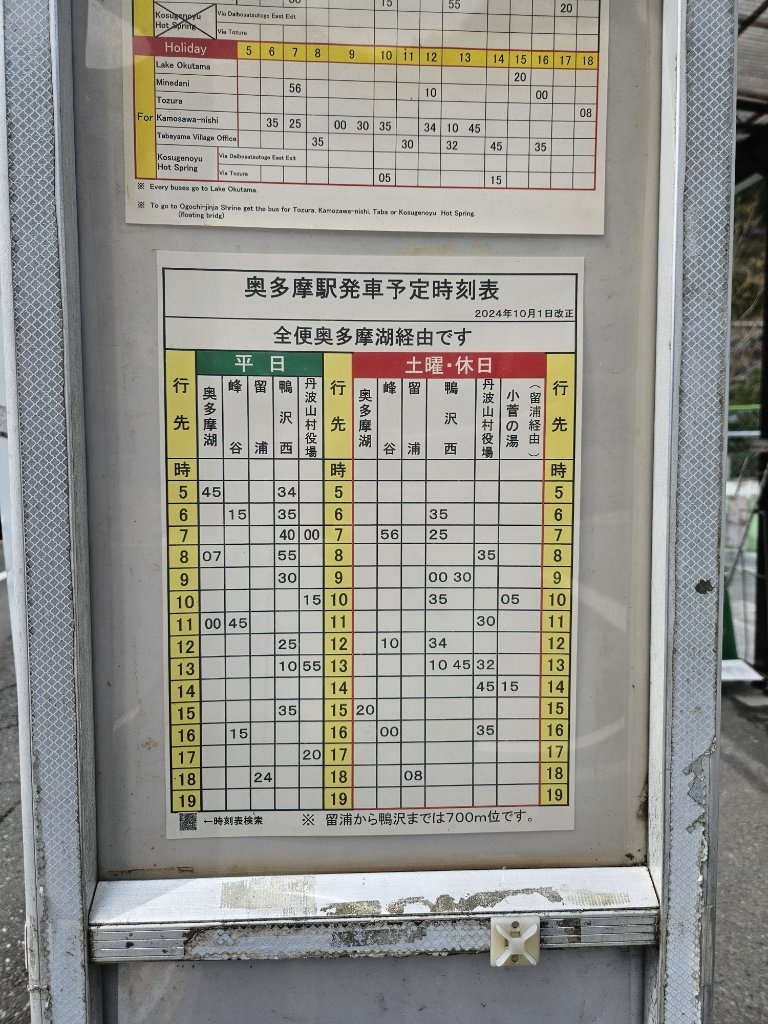 15 55 20
Kosugenoyu Hot Spring Via Daibosatsutoge East Exit
Via Tozura
Holiday 5 6 7 8 9 10 11 12 13 14 15 16 17 18
Lake Okutama 20
Minedani 56 10 00
Tozura 08
For Kamosawa-nishi 35 25 00 30 35 34 10 45
Tabayama Village Office 35 30 32 45 35
Kosugenoyu Hot Spring Via Daibosatsutoge East Exit
Via Tozura 05 15
※ Every buses go to Lake Okutama.
※ To go to Ogochi-jinja Shrine get the bus for Tozura, Kamozawa-nishi, Taba or Kosugenoyu Hot Spring.
(floating bridg)
奥多摩駅発車予定時刻表
2024年10月1日改正
全便奥多摩湖経由です
平日 土曜・休日
行先 奥多摩湖 峰谷 留浦 鴨沢西 丹波山村役場 行先 奥多摩湖 峰谷 留浦 鴨沢西 丹波山村役場 小菅の湯 (留浦経由) 行先
時 時 時
5 45 34 5 5
6 15 35 6 35 6
7 40 00 7 56 25 7
8 07 55 8 35 8
9 30 9 00 30 9
10 15 10 35 05 10
11 00 45 11 30 11
12 25 12 10 34 12
13 10 55 13 10 45 32 13
14 14 45 15 14
15 35 15 20 15
16 15 16 00 35 16
17 20 17 17
18 24 18 08 18
19 19 19
←時刻表検索 ※ 留浦から鴨沢までは700m位です。